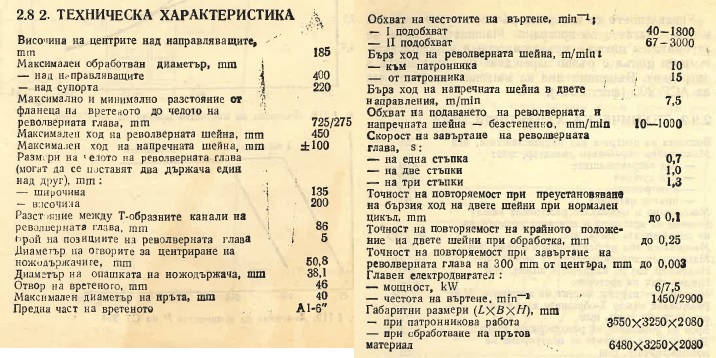 2.8 2. ТЕХНИЧЕСКА ХАРАКТЕРИСТИКА
Височина на центрите над направляващите,
mm 185
Максимален обработван диаметър, mm
— над направляващите 400
— над супорта 220
Максимално и минимално разстояние от
фланеца на вретеното до челото на
револверната глава, mm 725/275
Максимален ход на револверната шейна, mm 450
Максимален ход на напречната шейна, mm ±100
Размэри на челото на револверната глава
(могат да се поставят два държача един
над друг), mm :
— широчина 135
— височина 200
Разстояние между Т-образните канали на
револверната глава, mm 86
Брой на позициите на револверната глава 5
Диаметър на отворите за центриране на
ножодържачиге, mm 50,8
Диаметър на опашката на ножодържача, mm 38,1
Отвор на вретеното, mm 46
Максимален диаметър на пръта, mm 40
Предна част на вретеното А1-6″
Обхват на честотите на въртене, min⁻¹;
— I подобхват 40—1800
— II подобхват 67—3000
Бърз ход на револверната шейна, m/min:
— към патронника 10
— от патронника 15
Бърз ход на напречната шейна в двете
направления, m/min 7,5
Обхват на подаването на револверната и
напречната шейна — безстепенно, mm/min 10—1000
Скорост на завъртане на револверната
глава, s:
— на една стъпка 0,7
— на две стъпки 1,0
— на три стъпки 1,3
Точност на повторяемост при преустановяване
на бързия ход на двете шейни при нормален
цикъл, mm до 0,1
Точност на повторяемост на крайното положе-
ние на двете шейни при обработка, mm до 0,25
Точност на повторяемост при завъртане на
револверната глава на 300 mm от центъра, mm до 0,003
Главен електродвигател :
— мощност, kW 6/7,5
— честота на въртене, min⁻¹ 1450/2900
Габаритни размери (L×B×H), mm
— при патронникова работа 3550×3250×2080
— при обработване на прътов
материал 6480×3250×2080